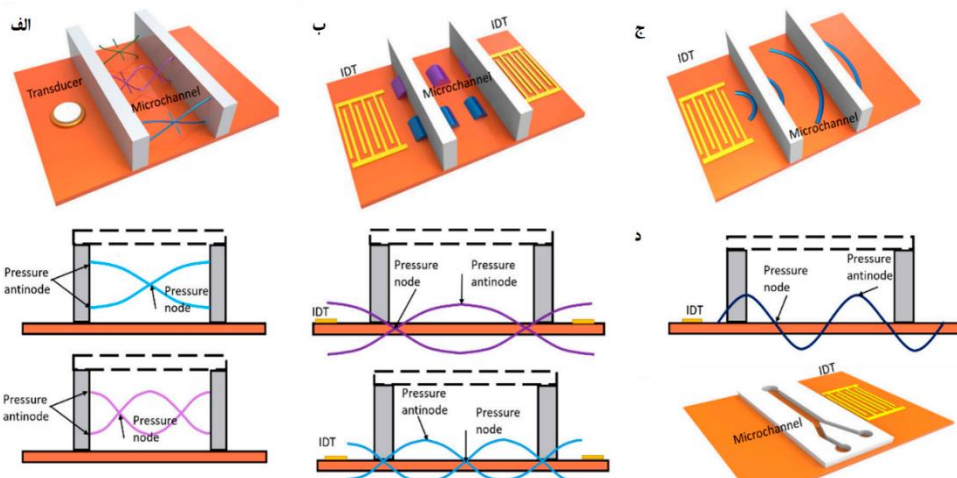 الف
Transducer
Microchannel
Pressure
antinode
Pressure
node
Pressure
antinode
Pressure
node
ب
IDT
IDT
Microchannel
Pressure
node
Pressure
antinode
IDT
Pressure
antinode
Pressure
node
IDT
ج
IDT
Microchannel
د
Pressure
node
Pressure
antinode
IDT
IDT
Microchannel